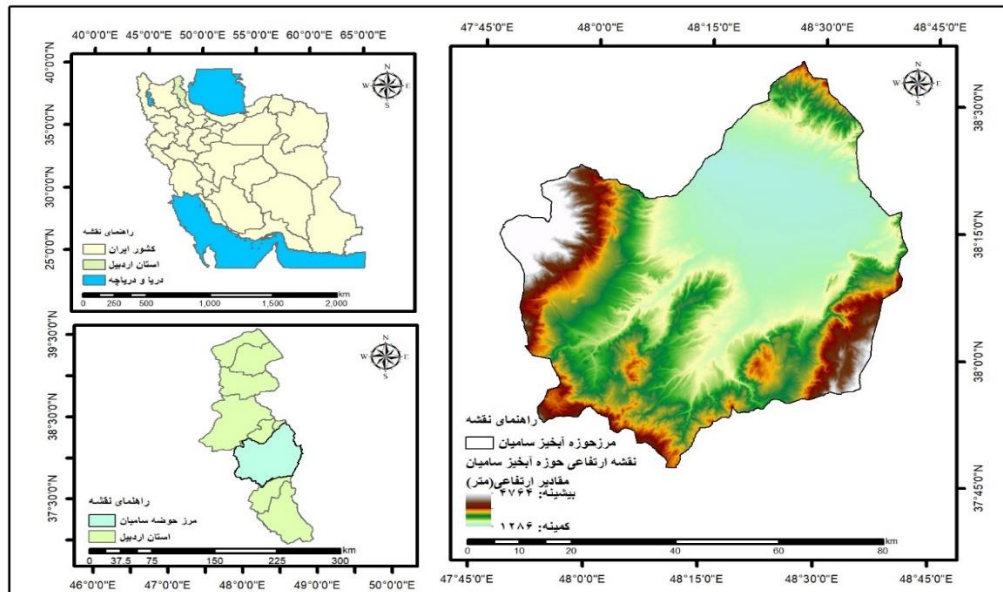 40°0'0"E 45°0'0"E 50°0'0"E 55°0'0"E 60°0'0"E 65°0'0"E
40°0'0"N
35°0'0"N
30°0'0"N
25°0'0"N
N
W E
S
راهنمای نقشه
کشور ایران
استان اردبیل
دریا و دریاچه
km
0 250 500 1,000 1,500 2,000
39°30'0"N
38°30'0"N
37°30'0"N
N
W E
S
راهنمای نقشه
مرز حوضه سامیان
استان اردبیل
km
0 37.5 75 150 225 300
46°0'0"E 47°0'0"E 48°0'0"E 49°0'0"E 50°0'0"E
47°45'0"E 48°0'0"E 48°15'0"E 48°30'0"E 48°45'0"E
38°30'0"N
38°15'0"N
38°0'0"N
37°45'0"N
N
W E
S
راهنمای نقشه
مرزحوزه آبخیز سامیان
نقشه ارتفاعی حوزه آبخیز سامیان
مقادیر ارتفاعی(متر)
بیشینه: ۴۷۶۴
کمینه: ۱۲۸۶
km
0 10 20 40 60 80
47°45'0"E 48°0'0"E 48°15'0"E 48°30'0"E 48°45'0"E